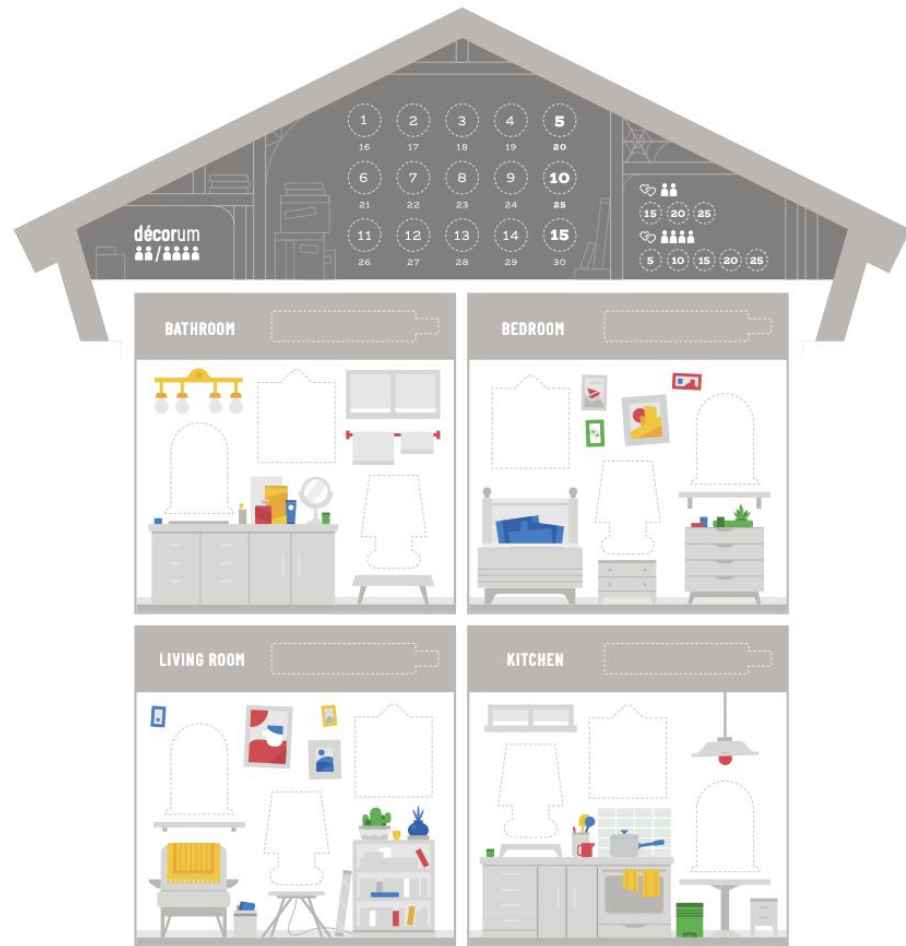 1 2 3 4 5
16 17 18 19 20
6 7 8 9 10
21 22 23 24 25
11 12 13 14 15
26 27 28 29 30
15 20 25
5 10 15 20 25
décorum
/
BATHROOM
BEDROOM
LIVING ROOM
KITCHEN